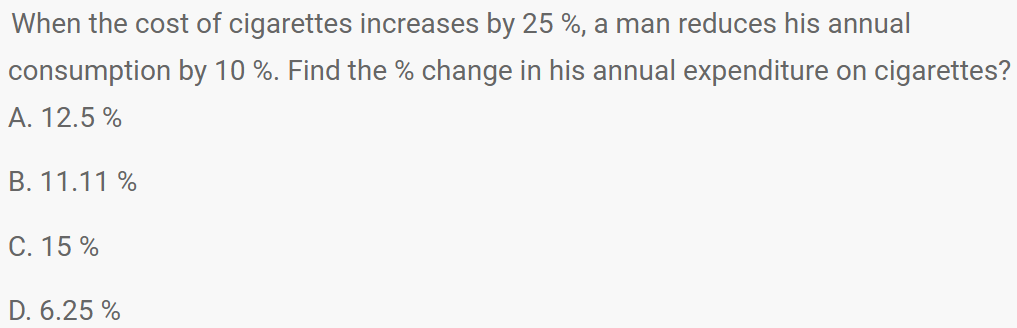 When the cost of cigarettes increases by 25 %, a man reduces his annual
consumption by 10 %. Find the % change in his annual expenditure on cigarettes?
A. 12.5 %
B. 11.11 %
C. 15 %
D. 6.25 %